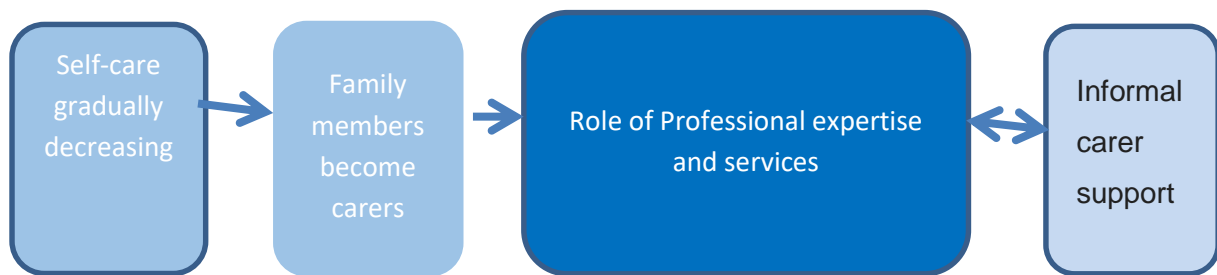 Self-care
gradually
decreasing
Family
members
become
carers
Role of Professional expertise
and services
Informal
carer
support